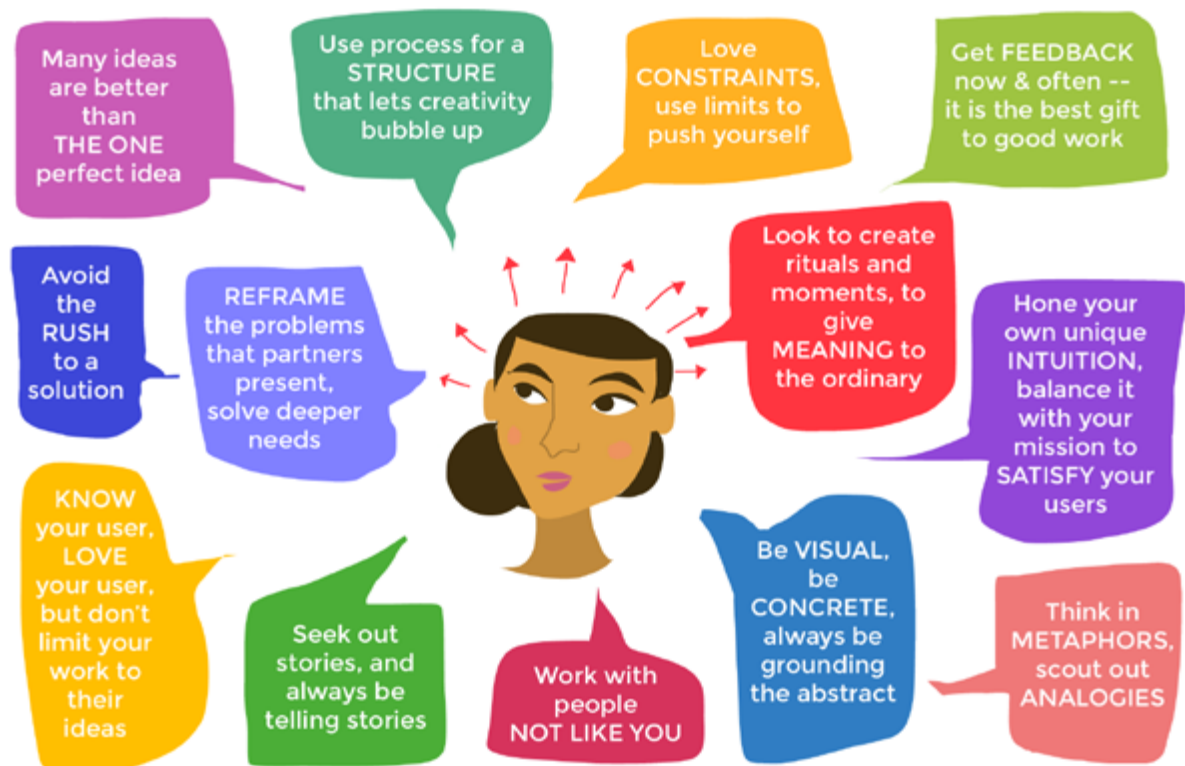 Many ideas
are better
than
THE ONE
perfect idea
Use process for a
STRUCTURE
that lets creativity
bubble up
Love
CONSTRAINTS,
use limits to
push yourself
Get FEEDBACK
now & often --
it is the best gift
to good work
Avoid
the
RUSH
to a
solution
REFRAME
the problems
that partners
present,
solve deeper
needs
Look to create
rituals and
moments, to
give
MEANING to
the ordinary
Hone your
own unique
INTUITION,
balance it
with your
mission to
SATISFY your
users
KNOW
your user,
LOVE
your user,
but don't
limit your
work to
their
ideas
Seek out
stories, and
always be
telling stories
Work with
people
NOT LIKE YOU
Be VISUAL,
be
CONCRETE,
always be
grounding
the abstract
Think in
METAPHORS,
scout out
ANALOGIES